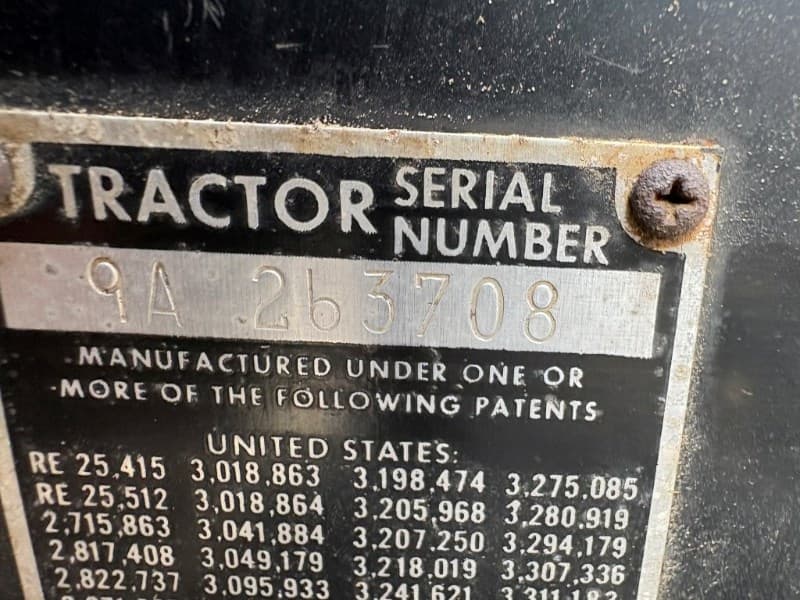 TRACTOR SERIAL NUMBER
9A 263708
MANUFACTURED UNDER ONE OR
MORE OF THE FOLLOWING PATENTS
UNITED STATES:
RE 25,415 3,018,863 3,198,474 3,275,085
RE 25,512 3,018,864 3,205,968 3,280,919
2,715,863 3,041,884 3,207,250 3,294,179
2,817,408 3,049,179 3,218,019 3,307,336
2,822,737 3,095,933 3,241,621